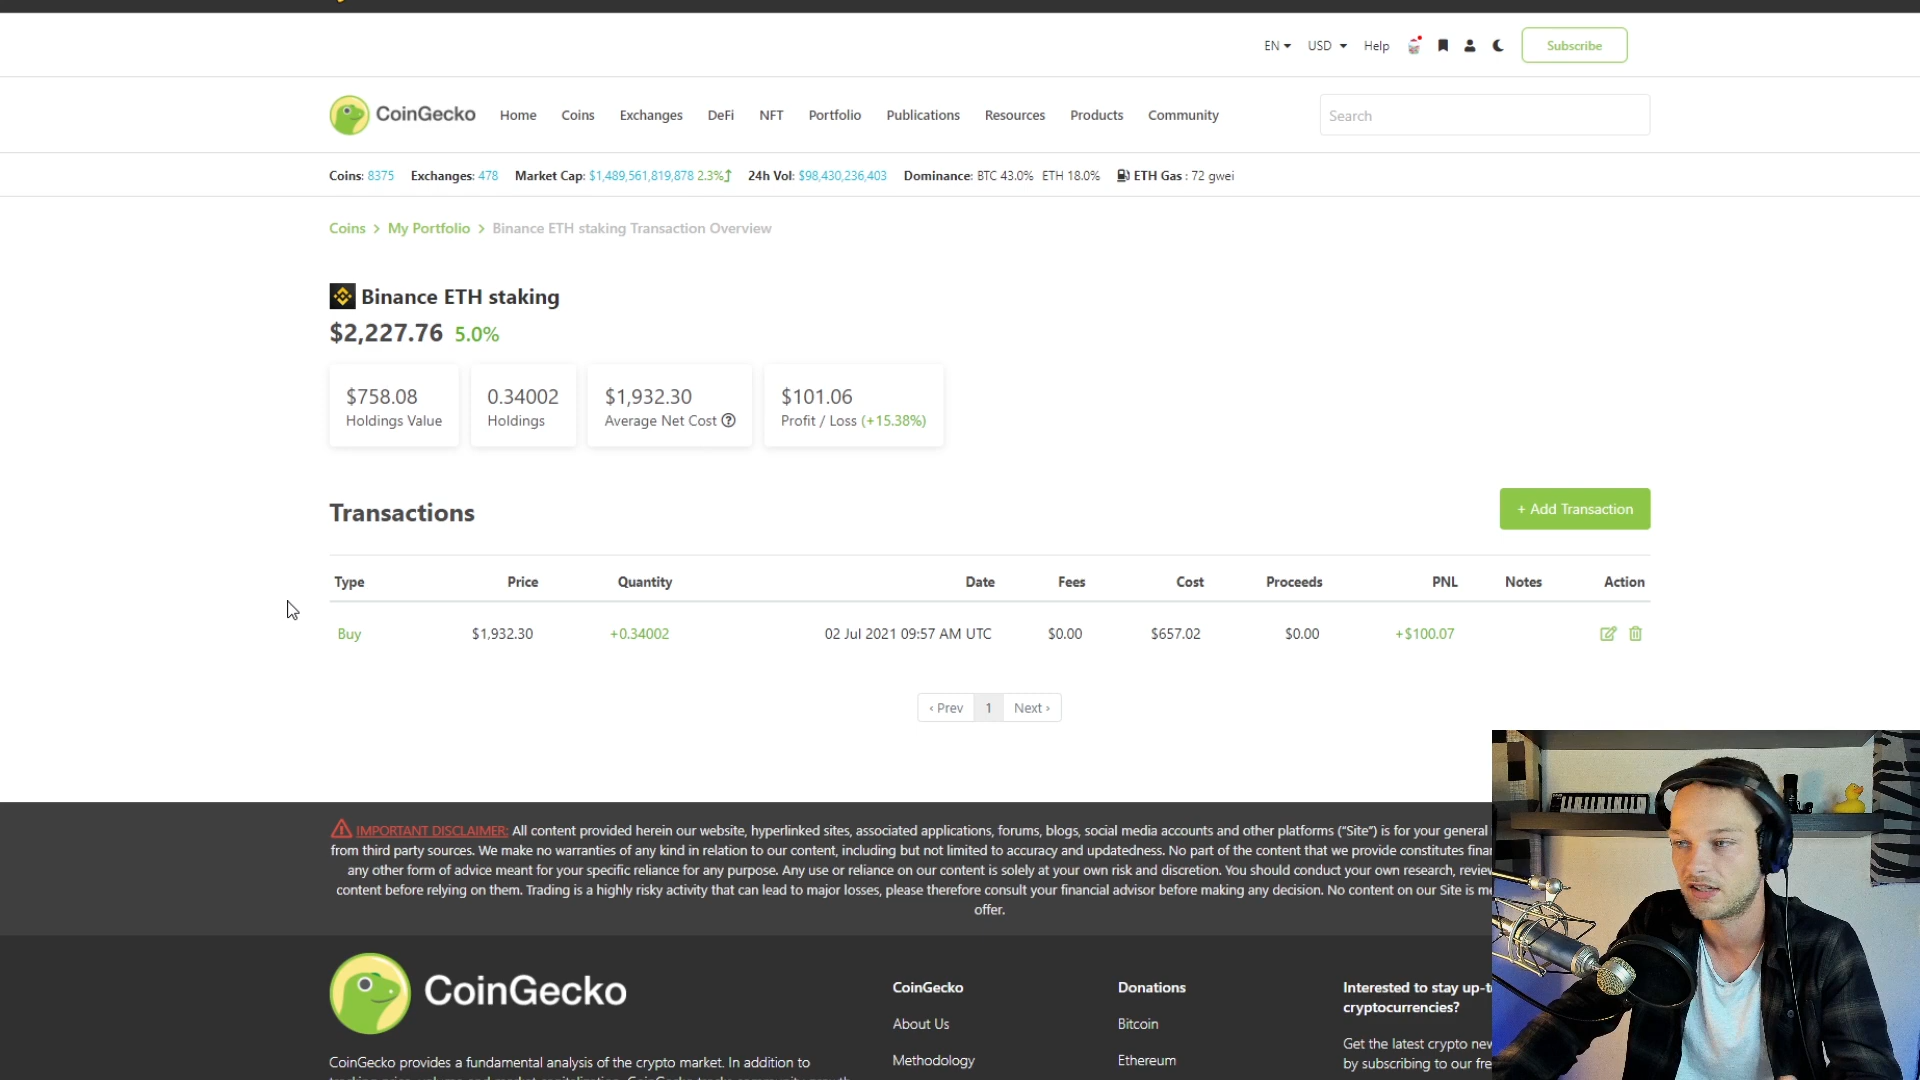 EN USD Help Subscribe
CoinGecko Home Coins Exchanges DeFi NFT Portfolio Publications Resources Products Community Search
Coins: 8375 Exchanges: 478 Market Cap: $1,489,561,819,878 2.3% 24h Vol: $98,430,236,403 Dominance: BTC 43.0% ETH 18.0% ETH Gas : 72 gwei
Coins > My Portfolio > Binance ETH staking Transaction Overview
Binance ETH staking
$2,227.76 5.0%
$758.08 0.34002 $1,932.30 $101.06
Holdings Value Holdings Average Net Cost Profit / Loss (+15.38%)
Transactions + Add Transaction
Type Price Quantity Date Fees Cost Proceeds PNL Notes Action
Buy $1,932.30 +0.34002 02 Jul 2021 09:57 AM UTC $0.00 $657.02 $0.00 +$100.07
‹ Prev 1 Next ›
IMPORTANT DISCLAIMER: All content provided herein our website, hyperlinked sites, associated applications, forums, blogs, social media accounts and other platforms ("Site") is for your general
from third party sources. We make no warranties of any kind in relation to our content, including but not limited to accuracy and updatedness. No part of the content that we provide constitutes
any other form of advice meant for your specific reliance for any purpose. Any use or reliance on our content is solely at your own risk and discretion. You should conduct your own research,
content before relying on them. Trading is a highly risky activity that can lead to major losses, please therefore consult your financial advisor before making any decision. No content on our Site is
offer.
CoinGecko
CoinGecko Donations Interested to stay
About Us Bitcoin cryptocurrencies?
Methodology Ethereum Get the latest crypto
CoinGecko provides a fundamental analysis of the crypto market. In addition to by subscribing to our